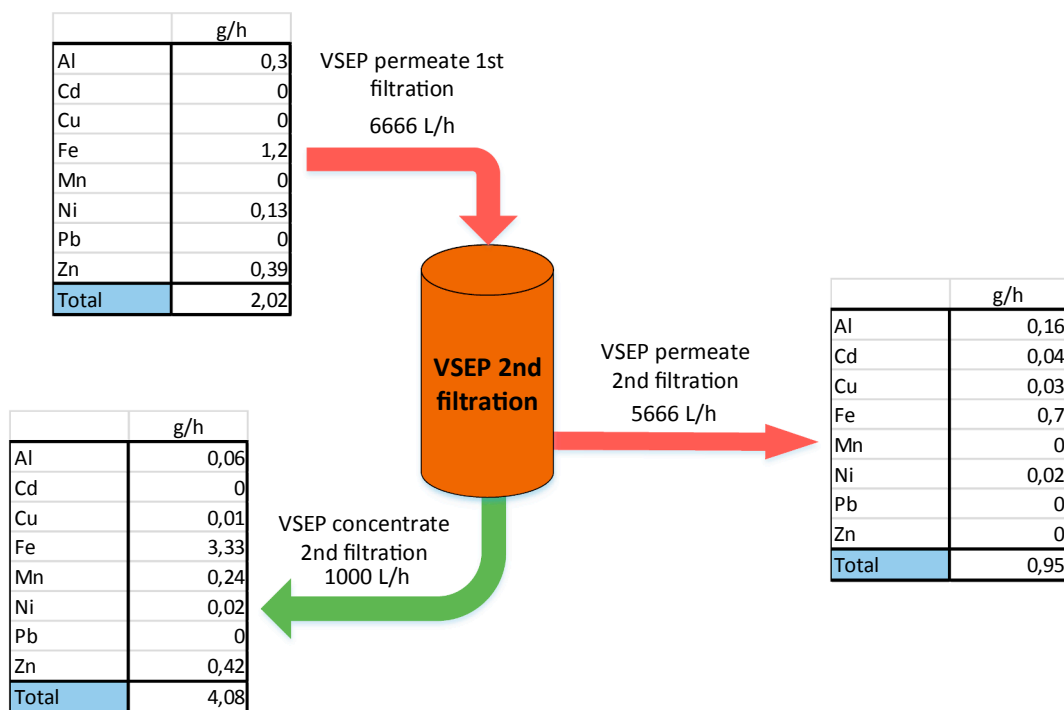 g/h
Al 0,3
Cd 0
Cu 0
Fe 1,2
Mn 0
Ni 0,13
Pb 0
Zn 0,39
Total 2,02
VSEP permeate 1st
filtration
6666 L/h
VSEP 2nd
filtration
VSEP permeate
2nd filtration
5666 L/h
g/h
Al 0,16
Cd 0,04
Cu 0,03
Fe 0,7
Mn 0
Ni 0,02
Pb 0
Zn 0
Total 0,95
VSEP concentrate
2nd filtration
1000 L/h
g/h
Al 0,06
Cd 0
Cu 0,01
Fe 3,33
Mn 0,24
Ni 0,02
Pb 0
Zn 0,42
Total 4,08